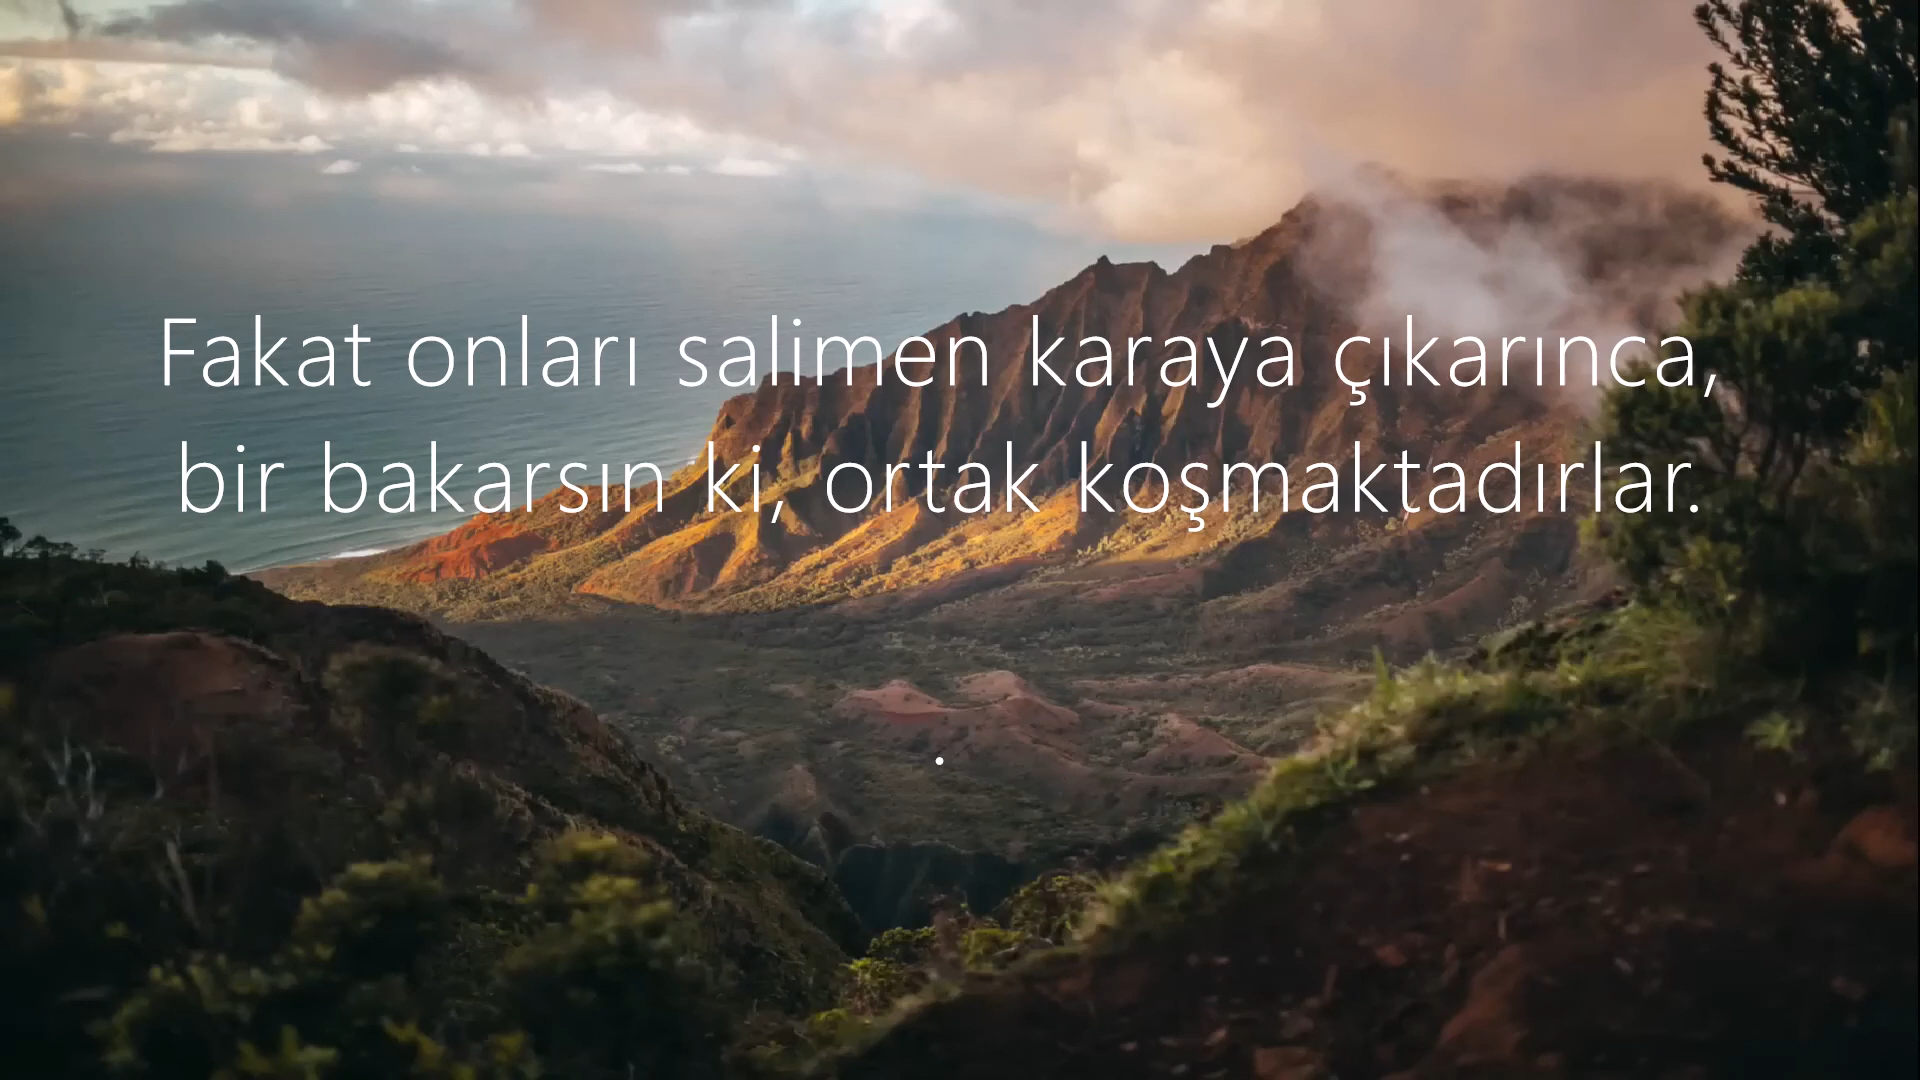 Fakat onları salimen karaya çıkarınca,
bir bakarsın ki, ortak koşmaktadırlar.
.